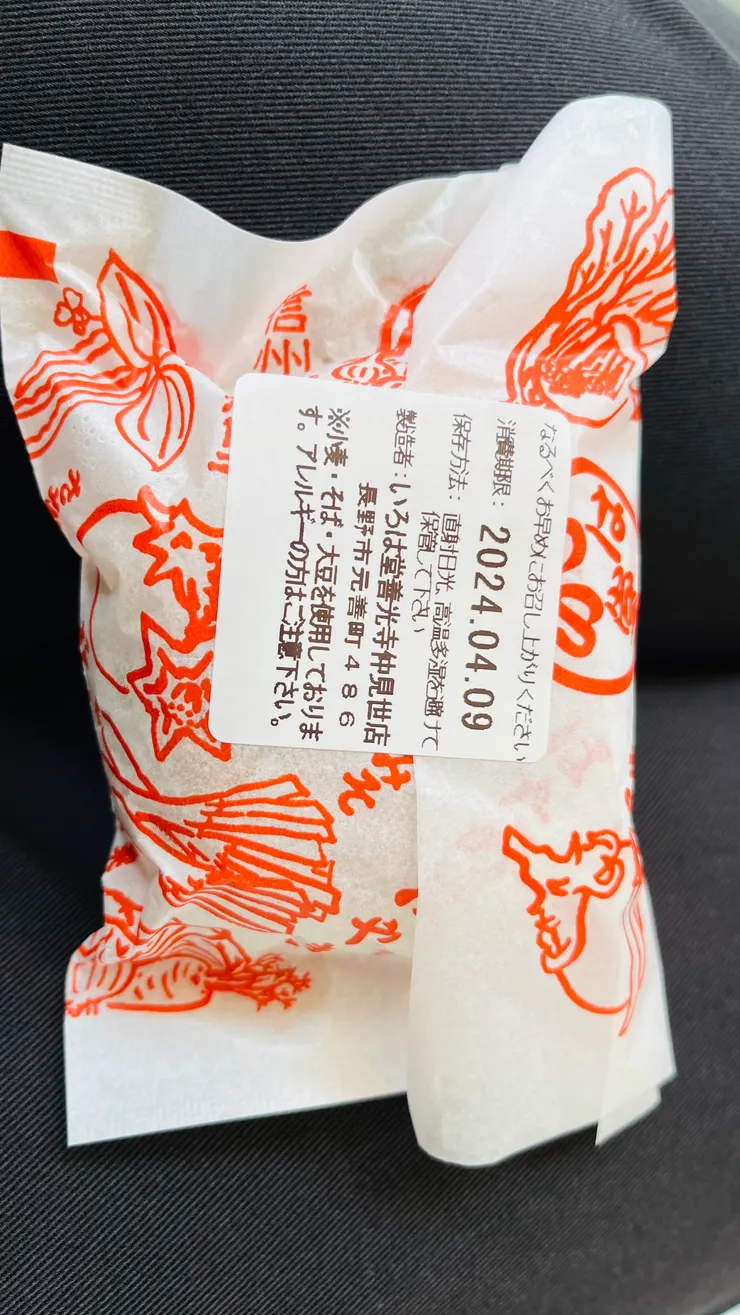 なるべくお早めにお召し上がりください
消費期限：2024.04.09
保存方法：直射日光、高温多湿を避けて
保管して下さい
製造者：いろは堂善光寺仲見世店
長野市元善町４８６
※小麦・そば・大豆を使用しておりま
す。アレルギーの方はご注意下さい。